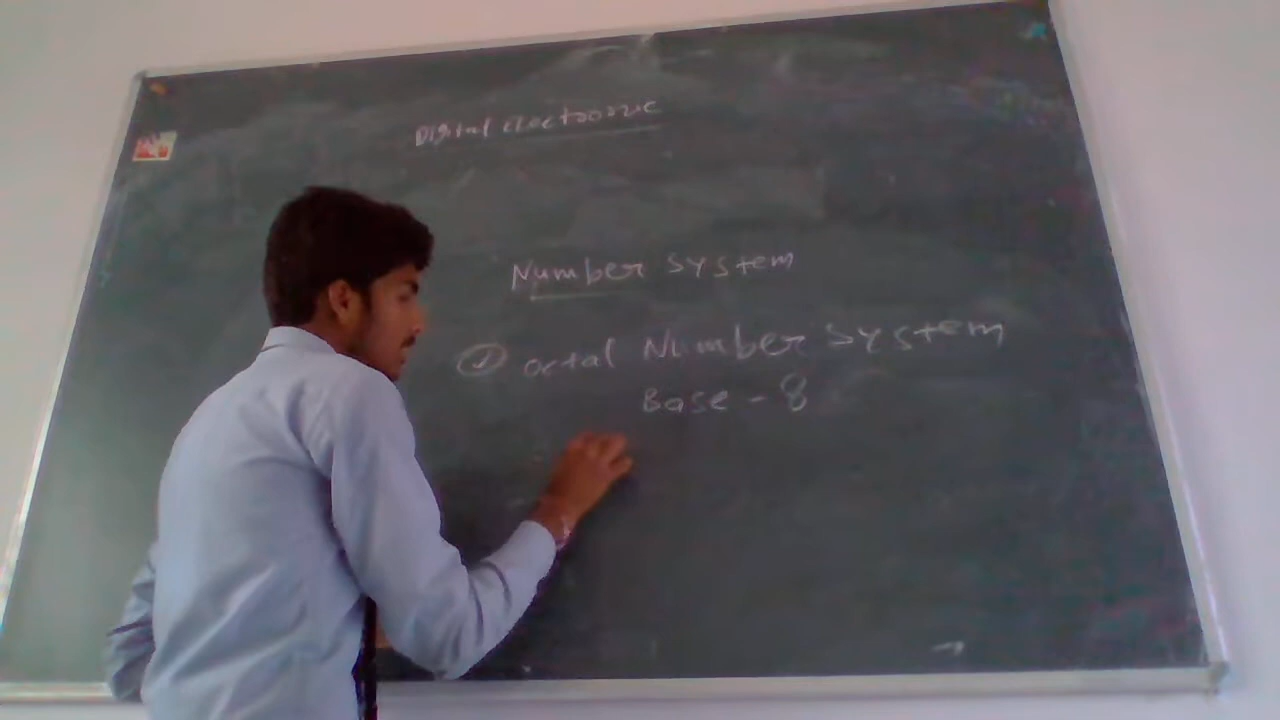 Digital electronic
Number system
① octal Number system
Base - 8